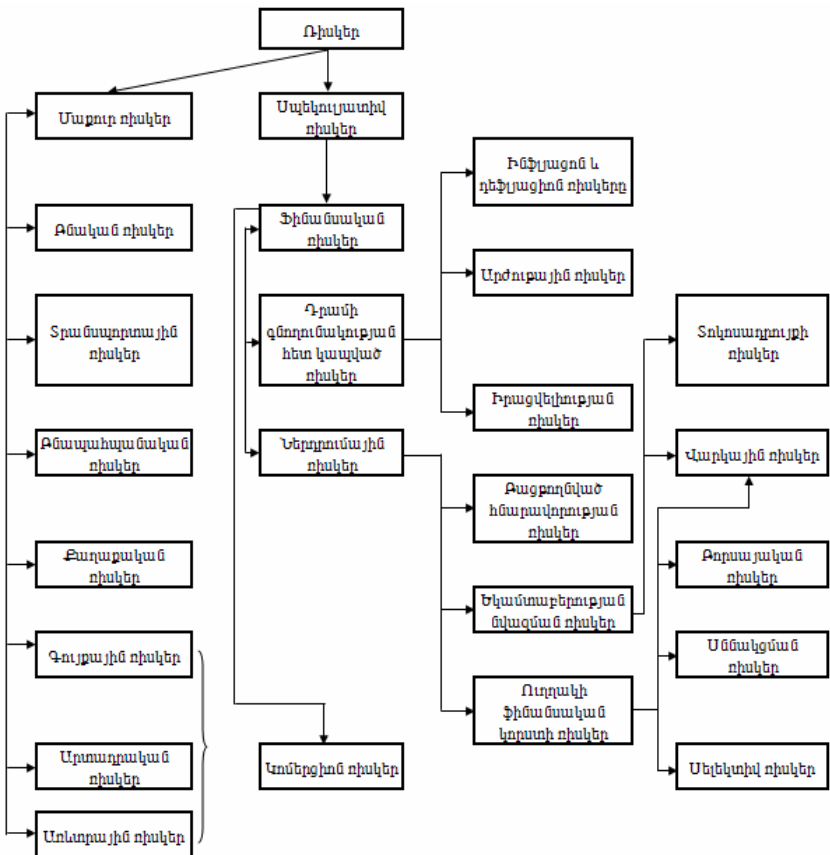 Ռիսկեր
Մաքուր ռիսկեր
Սպեկուլյատիվ
ռիսկեր
Բնական ռիսկեր
Տրանսպորտային
ռիսկեր
Բնապահպանական
ռիսկեր
Քաղաքական
ռիսկեր
Գույքային ռիսկեր
Արտադրական
ռիսկեր
Առևտրային ռիսկեր
Ֆինանսական
ռիսկեր
Դրամի
գնողունակության
հետ կապված
ռիսկեր
Ներդրումային
ռիսկեր
Կոմերցիոն ռիսկեր
Ինֆլյացոն և
դեֆլյացիոն ռիսկերը
Արժութային ռիսկեր
Իրացվելիության
ռիսկեր
Բացթողնված
հնարավորության
ռիսկեր
Եկամտաբերության
նվազման ռիսկեր
Ուղղակի
ֆինանսական
կորստի ռիսկեր
Տոկոսադրույքի
ռիսկեր
Վարկային ռիսկեր
Բորսայական
ռիսկեր
Սնակցման
ռիսկեր
Սելեկտիվ ռիսկեր